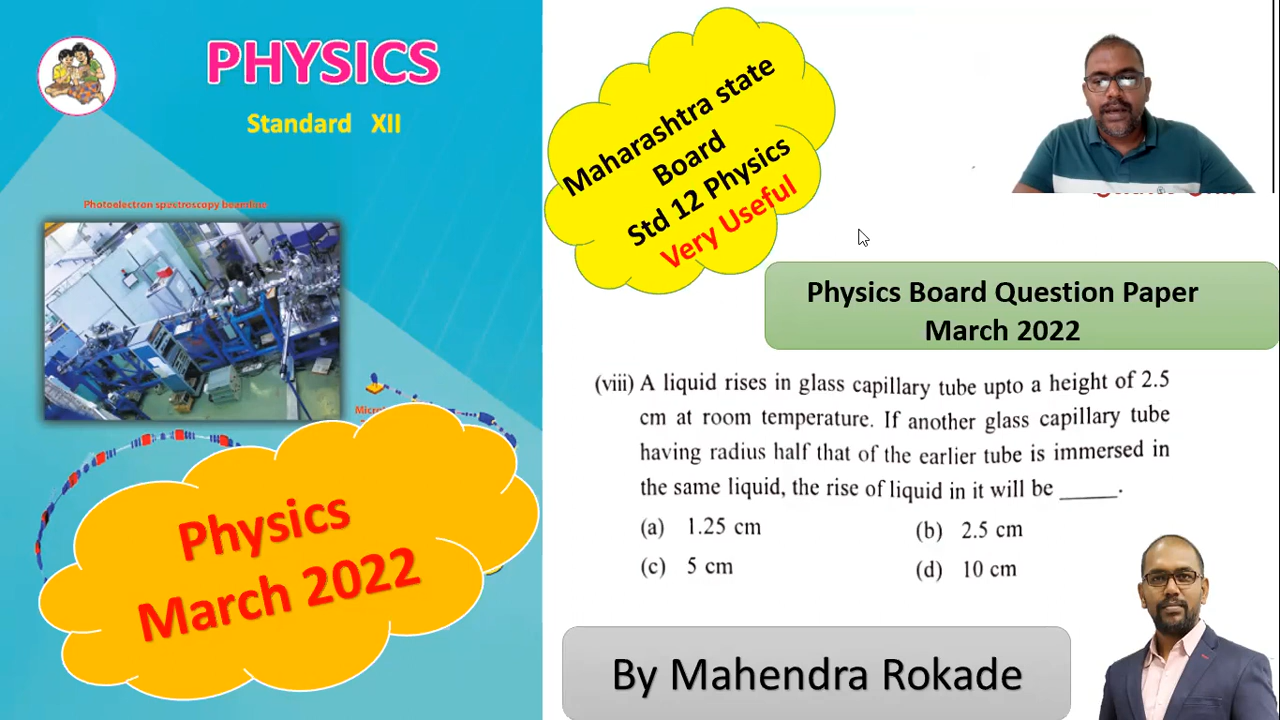 PHYSICS
Standard XII
Photoelectron spectroscopy beamline
Physics
March 2022
Maharashtra state
Board
Std 12 Physics
Very Useful
Physics Board Question Paper
March 2022
(viii) A liquid rises in glass capillary tube upto a height of 2.5
cm at room temperature. If another glass capillary tube
having radius half that of the earlier tube is immersed in
the same liquid, the rise of liquid in it will be _____.
(a) 1.25 cm
(b) 2.5 cm
(c) 5 cm
(d) 10 cm
By Mahendra Rokade